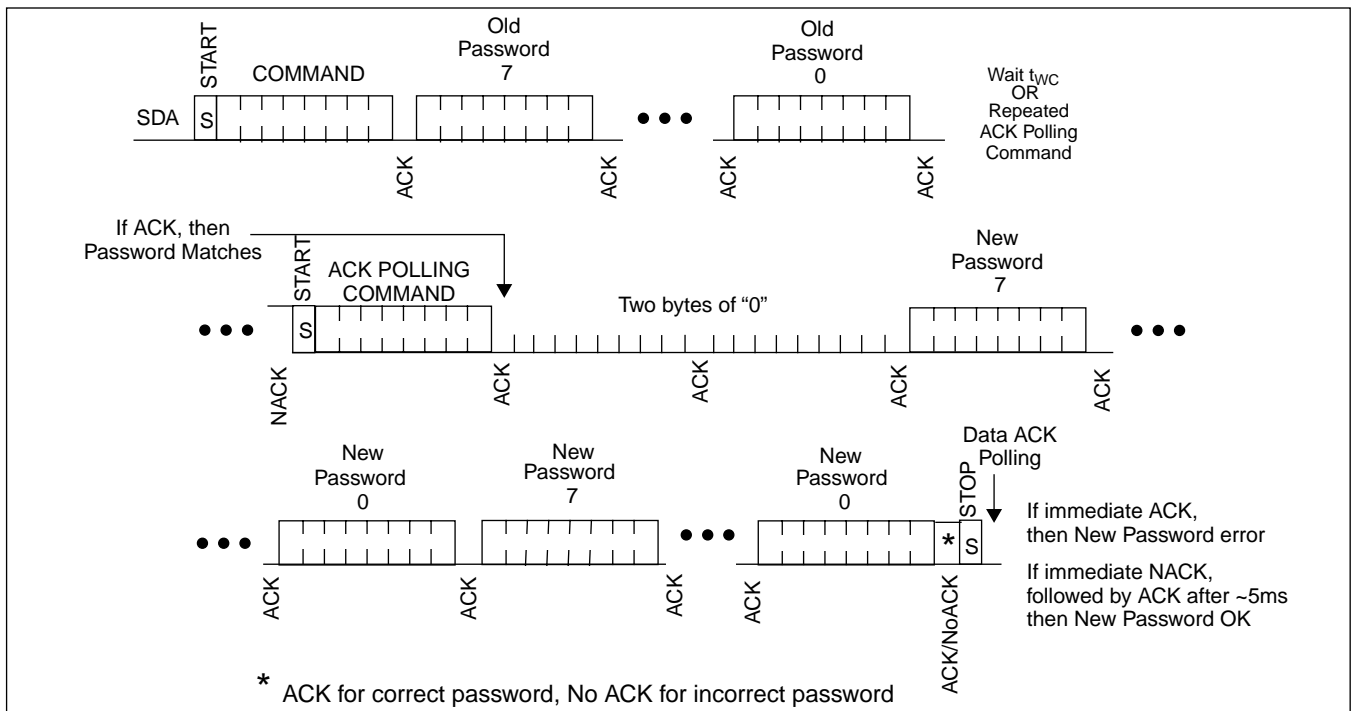 START
COMMAND
Old
Password
7
Old
Password
0
Wait tWC
OR
Repeated
ACK Polling
Command
SDA
S
ACK
ACK
ACK
ACK
If ACK, then
Password Matches
START
ACK POLLING
COMMAND
Two bytes of “0”
New
Password
7
S
NACK
ACK
ACK
ACK
ACK
New
Password
0
New
Password
7
New
Password
0
Data ACK
Polling
STOP
* S
If immediate ACK,
then New Password error
If immediate NACK,
followed by ACK after ~5ms
then New Password OK
ACK
ACK
ACK
ACK
ACK/NoACK
* ACK for correct password, No ACK for incorrect password